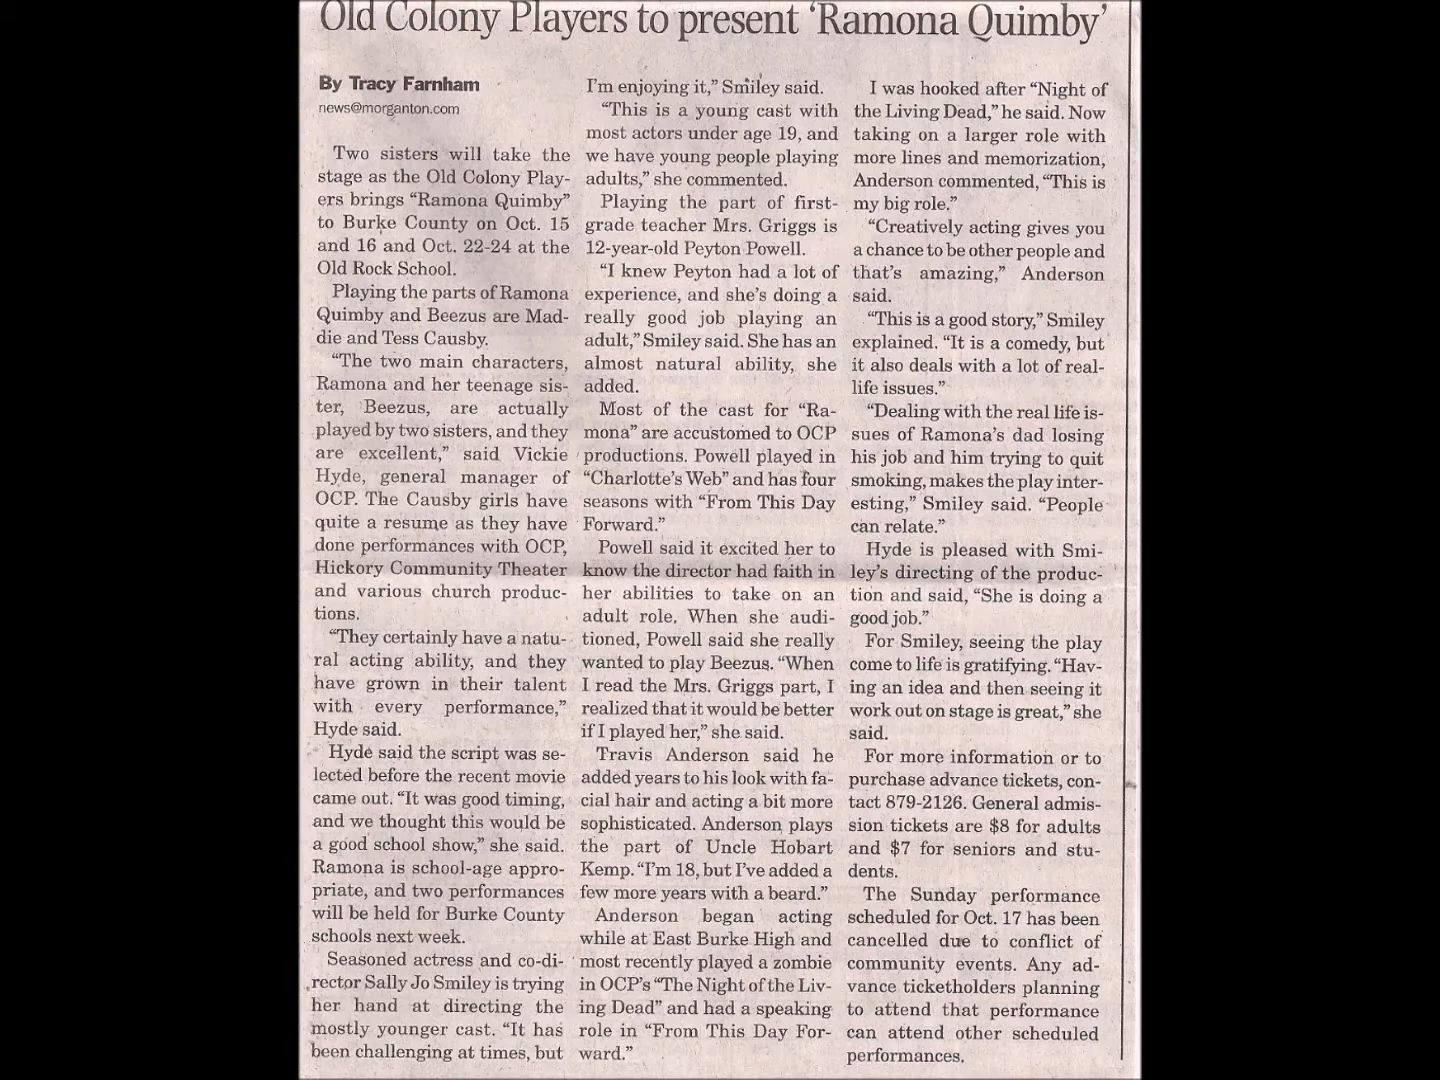 Old Colony Players to present ‘Ramona Quimby’
By Tracy Farnham
news@morganton.com
Two sisters will take the
stage as the Old Colony Play-
ers brings “Ramona Quimby”
to Burke County on Oct. 15
and 16 and Oct. 22-24 at the
Old Rock School.
Playing the parts of Ramona
Quimby and Beezus are Mad-
die and Tess Causby.
“The two main characters,
Ramona and her teenage sis-
ter, Beezus, are actually
played by two sisters, and they
are excellent,” said Vickie
Hyde, general manager of
OCP. The Causby girls have
quite a resume as they have
done performances with OCP,
Hickory Community Theater
and various church produc-
tions.
“They certainly have a natu-
ral acting ability, and they
have grown in their talent
with every performance,”
Hyde said.
Hyde said the script was se-
lected before the recent movie
came out. “It was good timing,
and we thought this would be
a good school show,” she said.
Ramona is school-age appro-
priate, and two performances
will be held for Burke County
schools next week.
Seasoned actress and co-di-
rector Sally Jo Smiley is trying
her hand at directing the
mostly younger cast. “It has
been challenging at times, but
I’m enjoying it,” Smiley said.
“This is a young cast with
most actors under age 19, and
we have young people playing
adults,” she commented.
Playing the part of first-
grade teacher Mrs. Griggs is
12-year-old Peyton Powell.
“I knew Peyton had a lot of
experience, and she’s doing a
really good job playing an
adult,” Smiley said. She has an
almost natural ability, she
added.
Most of the cast for “Ra-
mona” are accustomed to OCP
productions. Powell played in
“Charlotte’s Web” and has four
seasons with “From This Day
Forward.”
Powell said it excited her to
know the director had faith in
her abilities to take on an
adult role. When she audi-
tioned, Powell said she really
wanted to play Beezus. “When
I read the Mrs. Griggs part, I
realized that it would be better
if I played her,” she said.
Travis Anderson said he
added years to his look with fa-
cial hair and acting a bit more
sophisticated. Anderson plays
the part of Uncle Hobart
Kemp. “I’m 18, but I’ve added a
few more years with a beard.”
Anderson began acting
while at East Burke High and
most recently played a zombie
in OCP’s “The Night of the Liv-
ing Dead” and had a speaking
role in “From This Day For-
ward.”
I was hooked after “Night of
the Living Dead,” he said. Now
taking on a larger role with
more lines and memorization,
Anderson commented, “This is
my big role.”
“Creatively acting gives you
a chance to be other people and
that’s amazing,” Anderson
said.
“This is a good story,” Smiley
explained. “It is a comedy, but
it also deals with a lot of real-
life issues.”
“Dealing with the real life is-
sues of Ramona’s dad losing
his job and him trying to quit
smoking, makes the play inter-
esting,” Smiley said. “People
can relate.”
Hyde is pleased with Smi-
ley’s directing of the produc-
tion and said, “She is doing a
good job.”
For Smiley, seeing the play
come to life is gratifying. “Hav-
ing an idea and then seeing it
work out on stage is great,” she
said.
For more information or to
purchase advance tickets, con-
tact 879-2126. General admis-
sion tickets are $8 for adults
and $7 for seniors and stu-
dents.
The Sunday performance
scheduled for Oct. 17 has been
cancelled due to conflict of
community events. Any ad-
vance ticketholders planning
to attend that performance
can attend other scheduled
performances.